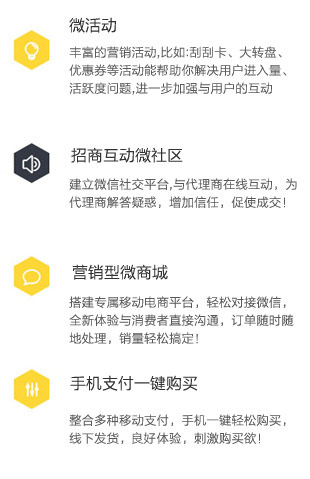 微活动
丰富的营销活动,比如:刮刮卡、大转盘、
优惠券等活动能帮助你解决用户进入量、
活跃度问题,进一步加强与用户的互动
招商互动微社区
建立微信社交平台,与代理商在线互动，为
代理商解答疑惑，增加信任，促使成交！
营销型微商城
搭建专属移动电商平台，轻松对接微信，
全新体验与消费者直接沟通，订单随时随
地处理，销量轻松搞定！
手机支付一键购买
整合多种移动支付，手机一键轻松购买，
线下发货，良好体验，刺激购买欲！